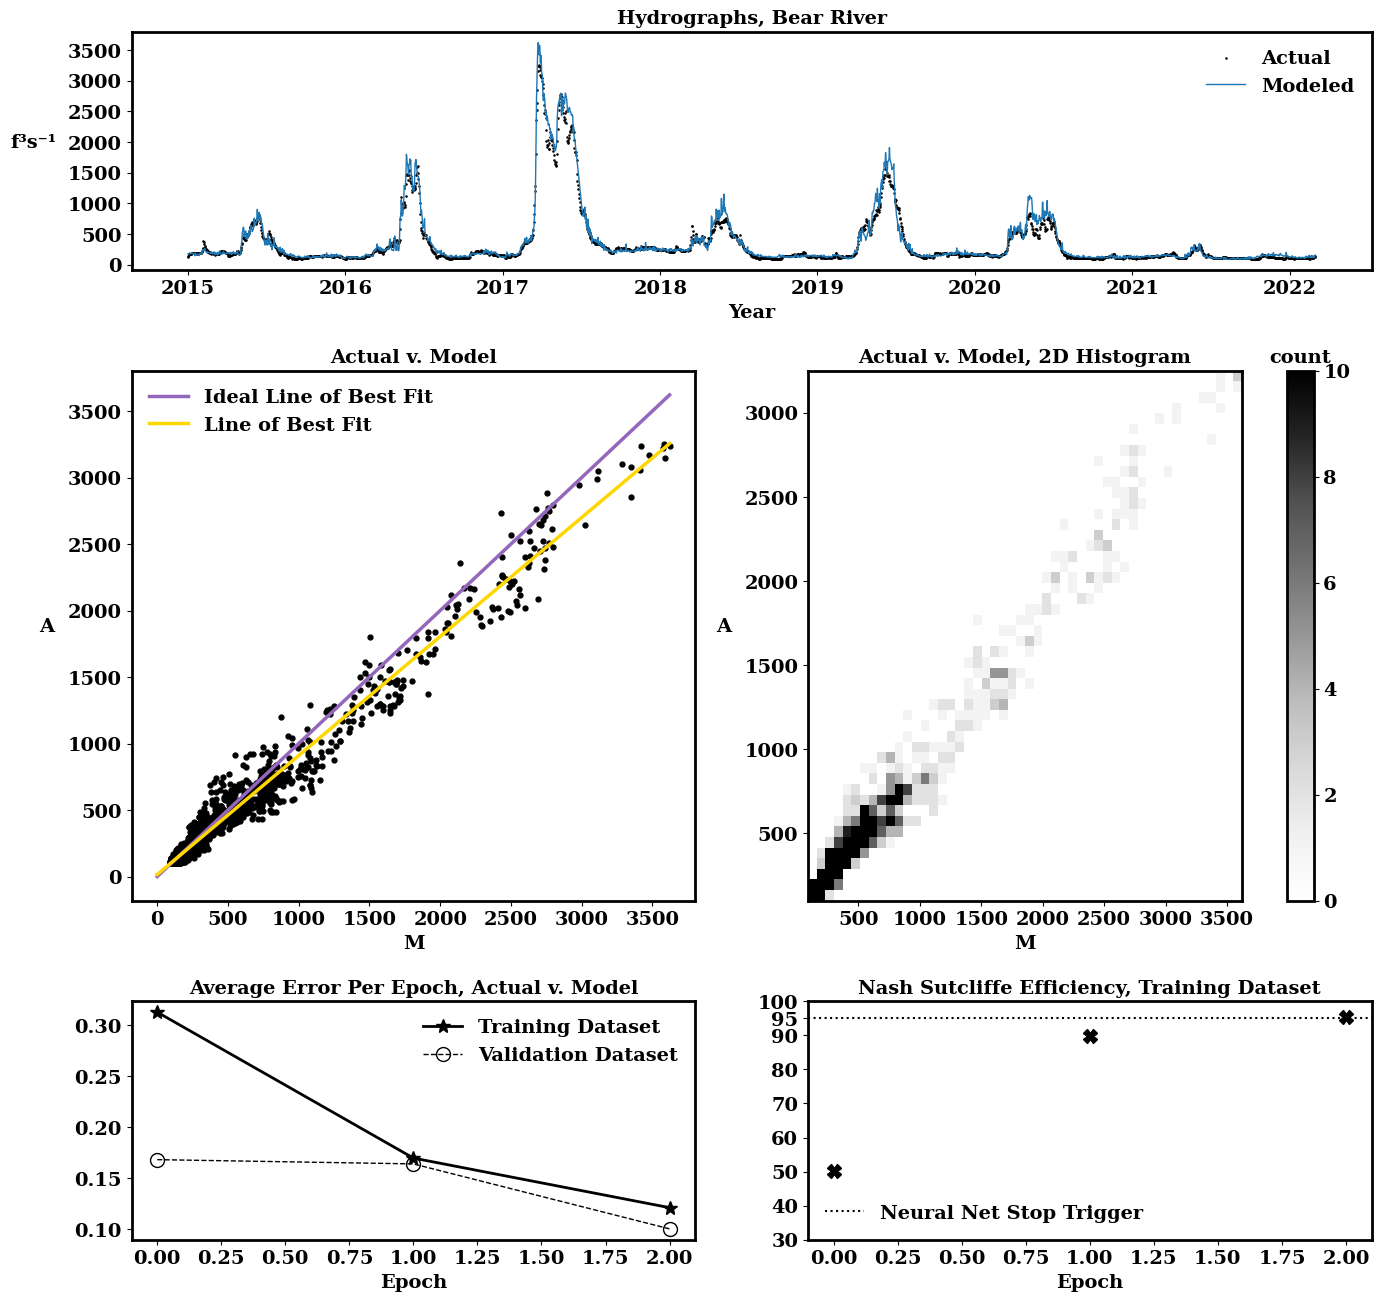 Hydrographs, Bear River
3500
3000
2500
2000
1500
1000
500
0
f³s⁻¹
Actual
Modeled
2015 2016 2017 2018 2019 2020 2021 2022
Year
Actual v. Model
Ideal Line of Best Fit
Line of Best Fit
3500
3000
2500
2000
1500
1000
500
0
A
0 500 1000 1500 2000 2500 3000 3500
M
Actual v. Model, 2D Histogram
3000
2500
2000
1500
1000
500
A
500 1000 1500 2000 2500 3000 3500
M
count
10
8
6
4
2
0
Average Error Per Epoch, Actual v. Model
Training Dataset
Validation Dataset
0.30
0.25
0.20
0.15
0.10
0.00 0.25 0.50 0.75 1.00 1.25 1.50 1.75 2.00
Epoch
Nash Sutcliffe Efficiency, Training Dataset
100
95
90
80
70
60
50
40
30
Neural Net Stop Trigger
0.00 0.25 0.50 0.75 1.00 1.25 1.50 1.75 2.00
Epoch